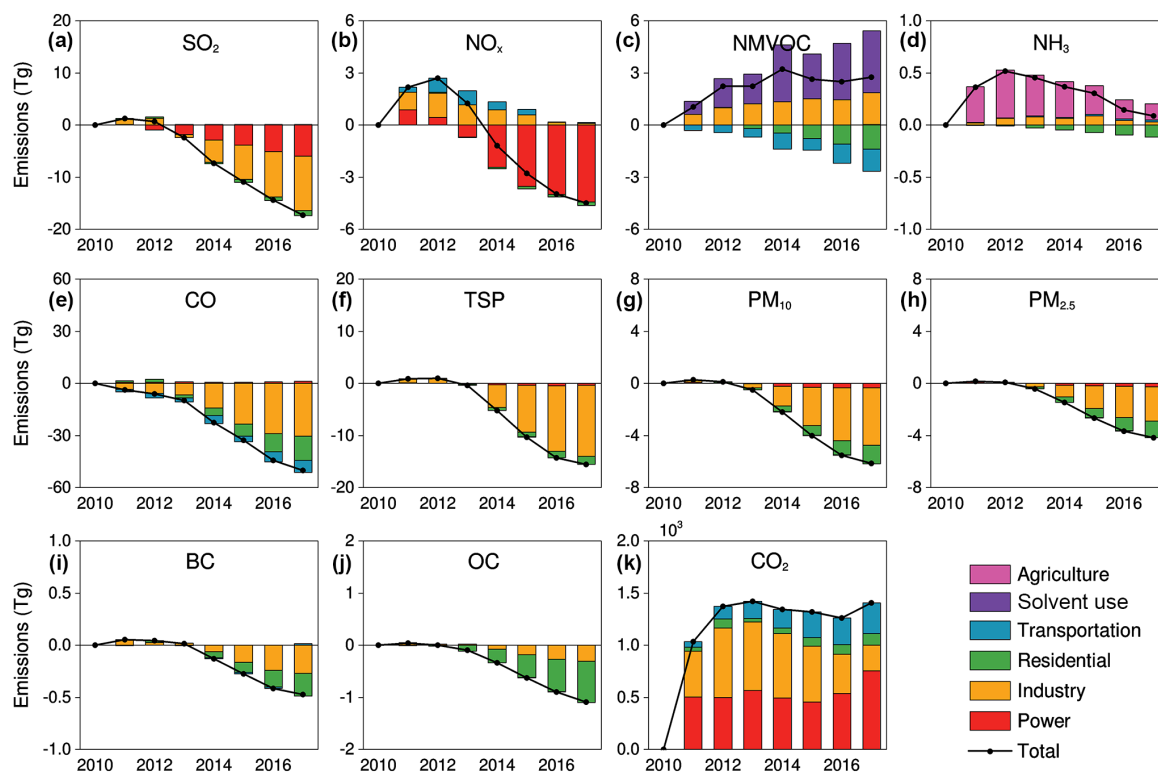 (a) SO₂
(b) NOₓ
(c) NMVOC
(d) NH₃
Emissions (Tg)
20
10
0
-10
-20
2010 2012 2014 2016
6
3
0
-3
-6
2010 2012 2014 2016
6
3
0
-3
-6
2010 2012 2014 2016
1.0
0.5
0.0
0.5
-1.0
2010 2012 2014 2016
(e) CO
(f) TSP
(g) PM₁₀
(h) PM₂.₅
Emissions (Tg)
60
30
0
-30
-60
2010 2012 2014 2016
20
10
0
-10
-20
2010 2012 2014 2016
8
4
0
-4
-8
2010 2012 2014 2016
8
4
0
-4
-8
2010 2012 2014 2016
(i) BC
(j) OC
(k) CO₂
Emissions (Tg)
1.0
0.5
0.0
-0.5
-1.0
2010 2012 2014 2016
2
1
0
-1
-2
2010 2012 2014 2016
10³
2.0
1.5
1.0
0.5
0.0
2010 2012 2014 2016
Agriculture
Solvent use
Transportation
Residential
Industry
Power
Total